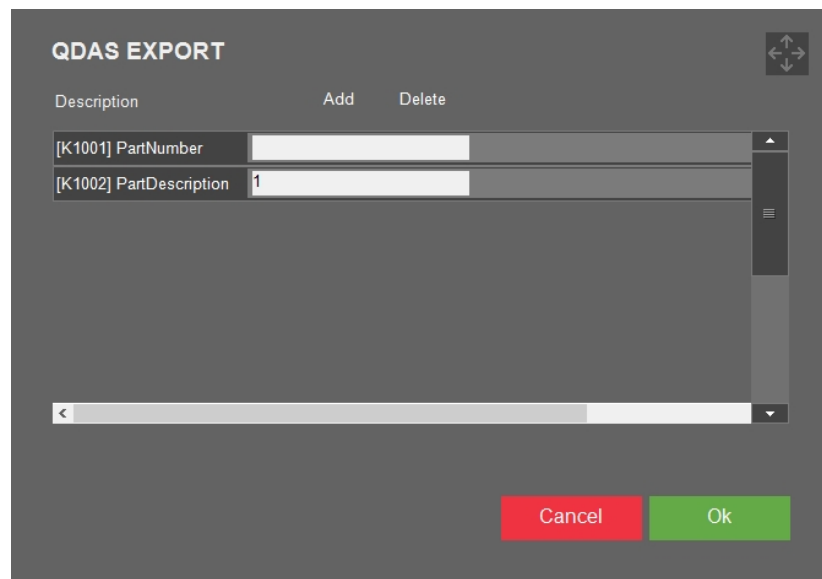 QDAS EXPORT
Description Add Delete
[K1001] PartNumber
[K1002] PartDescription 1
Cancel Ok